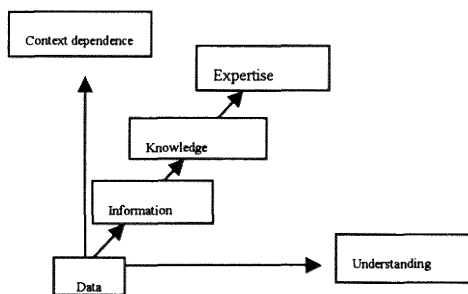 Context dependence
Expertise
Knowledge
Information
Understanding
Data